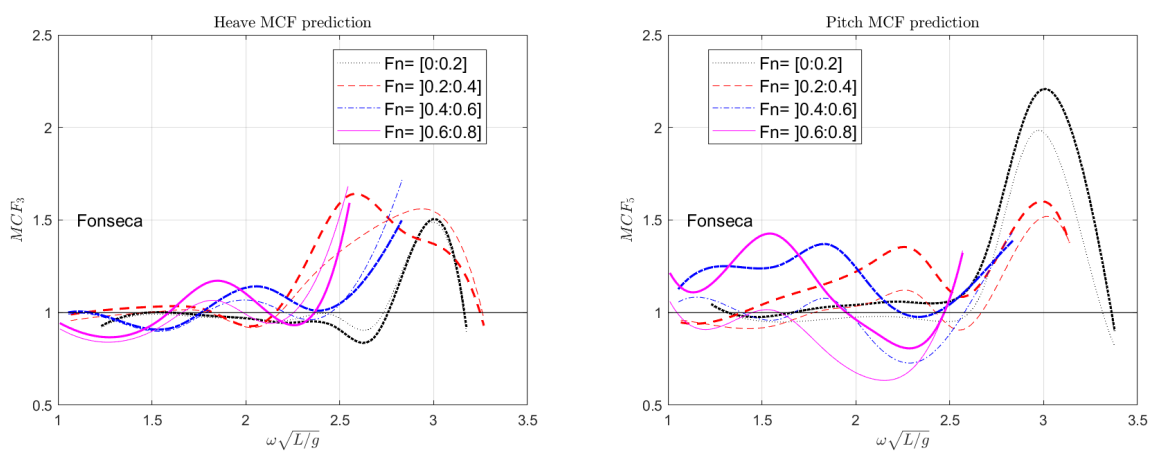 Heave MCF prediction
2.5
2
1.5
1
0.5
MCF₃
Fn= [0:0.2]
Fn= ]0.2:0.4]
Fn= ]0.4:0.6]
Fn= ]0.6:0.8]
Fonseca
1
1.5
2
2.5
3
3.5
ω√L/g
Pitch MCF prediction
2.5
2
1.5
1
0.5
MCF₅
Fn= [0:0.2]
Fn= ]0.2:0.4]
Fn= ]0.4:0.6]
Fn= ]0.6:0.8]
Fonseca
1
1.5
2
2.5
3
3.5
ω√L/g